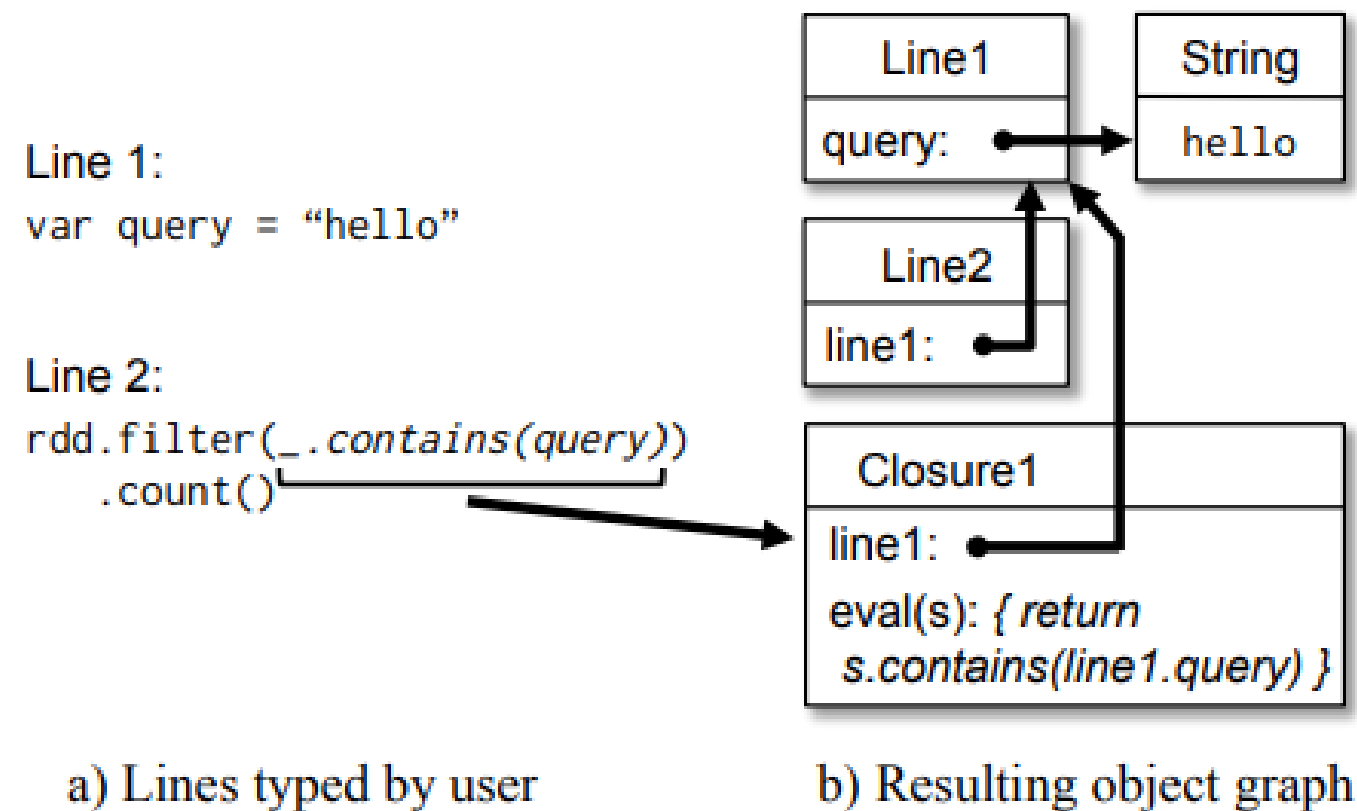 Line 1:
var query = “hello”
Line 2:
rdd.filter(_.contains(query))
.count()
a) Lines typed by user
Line1
query:
String
hello
Line2
line1:
Closure1
line1:
eval(s): { return
s.contains(line1.query) }
b) Resulting object graph